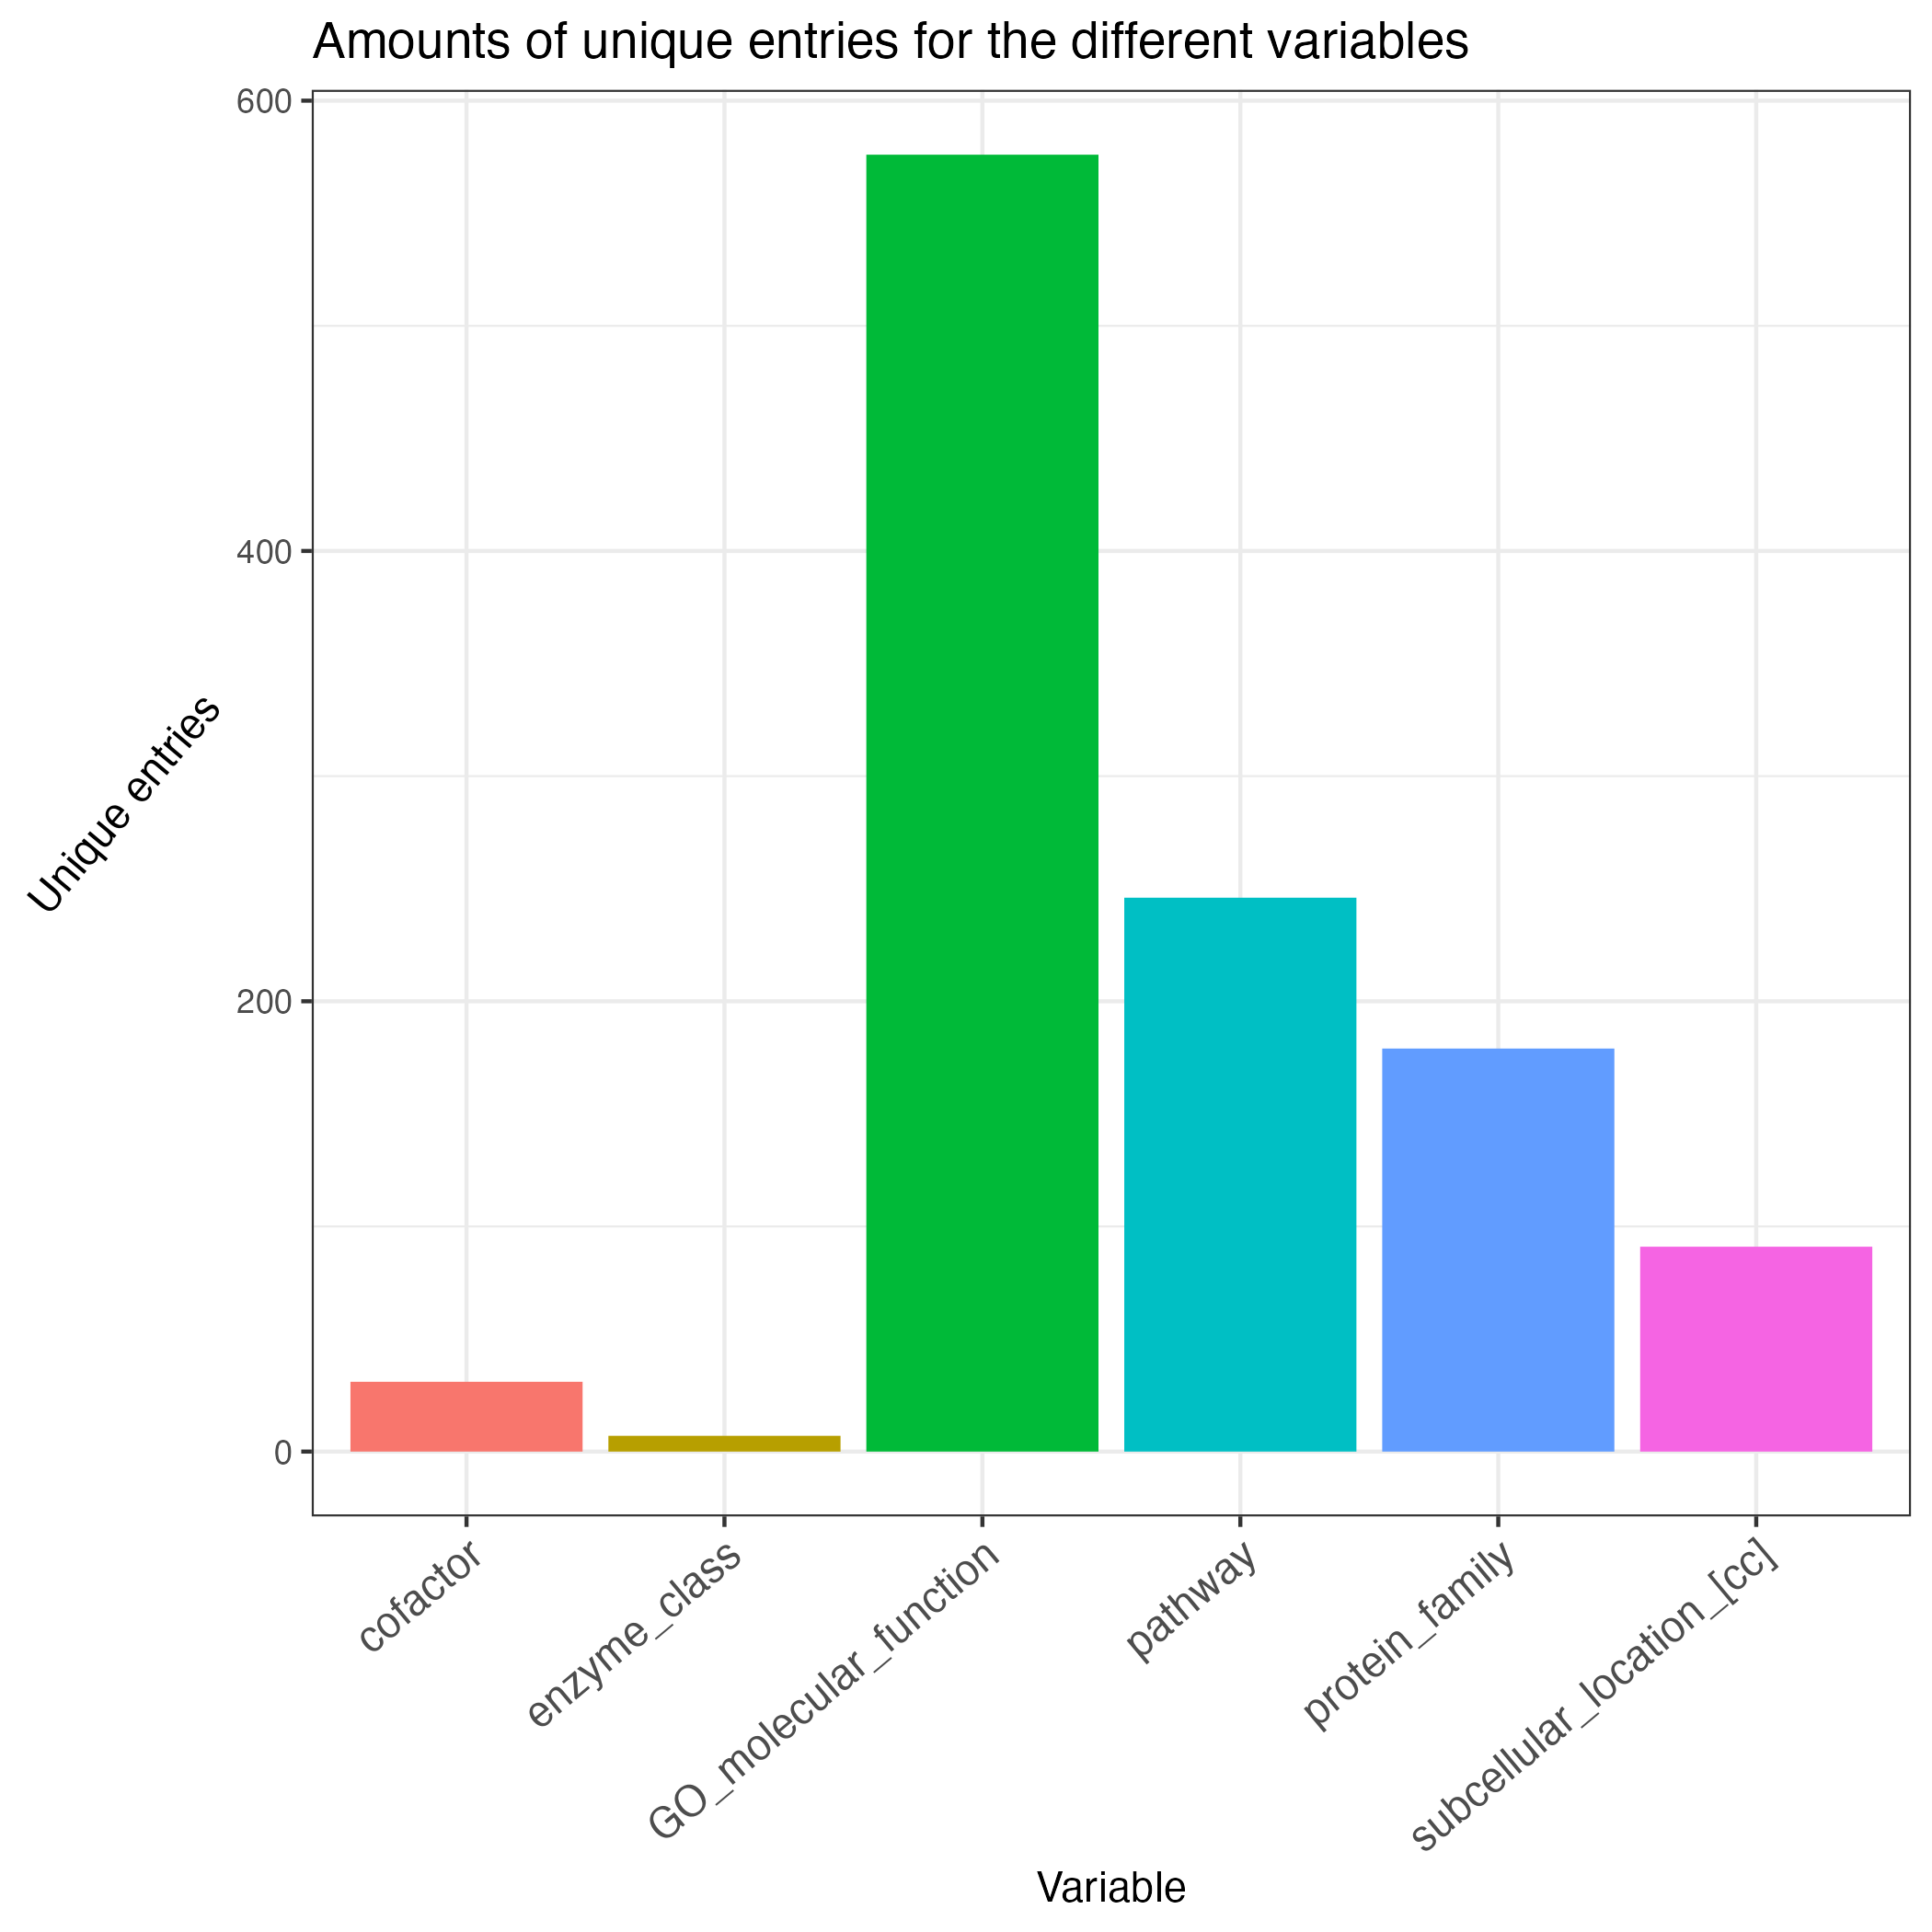 Amounts of unique entries for the different variables
600
400
200
0
Unique entries
cofactor
enzyme_class
GO_molecular_function
pathway
protein_family
subcellular_location_[cc]
Variable